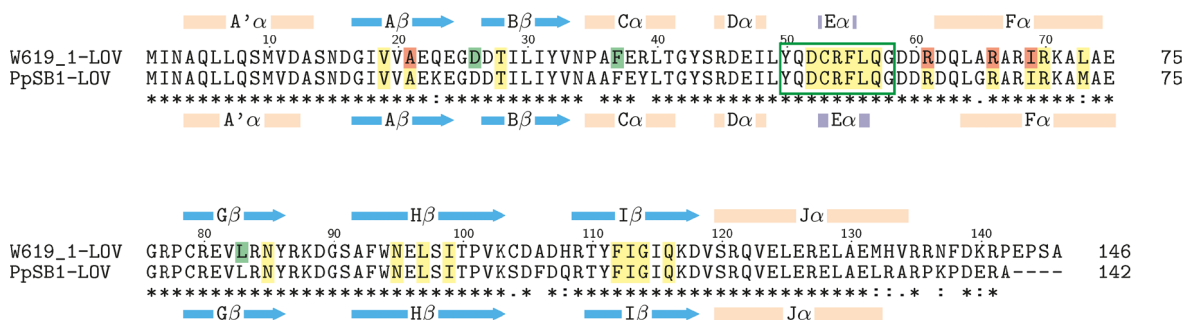 A'α Aβ Bβ Cα Dα Eα Fα
10 20 30 40 50 60 70
W619_1-LOV MINAQLLQSMVDASNDGIVVAEQEGDDTILIYVNPAFERLTGYSRDEILYQDCRFLQGDDRDQLARARIRKALAE 75
PpSB1-LOV MINAQLLQSMVDASNDGIVVAEKEGDDTILIYVNAAFEYLTGYSRDEILYQDCRFLQGDDRDQLGRARIRKAMAE 75
**********************:*********** *** *************************.*******:**
A'α Aβ Bβ Cα Dα Eα Fα
Gβ Hβ Iβ Jα
80 90 100 110 120 130 140
W619_1-LOV GRPCREVLRNYRKDGSAFWNELSITPVKCDADHRTYFIGIQKDVSRQVELERELAEMHVRRNFDKRPEPSA 146
PpSB1-LOV GRPCREVLRNYRKDGSAFWNELSITPVKSDFDQRTYFIGIQKDVSRQVELERELAELRARPKPDERA---- 142
****************************.* *:***********************::.* : *:*
Gβ Hβ Iβ Jα